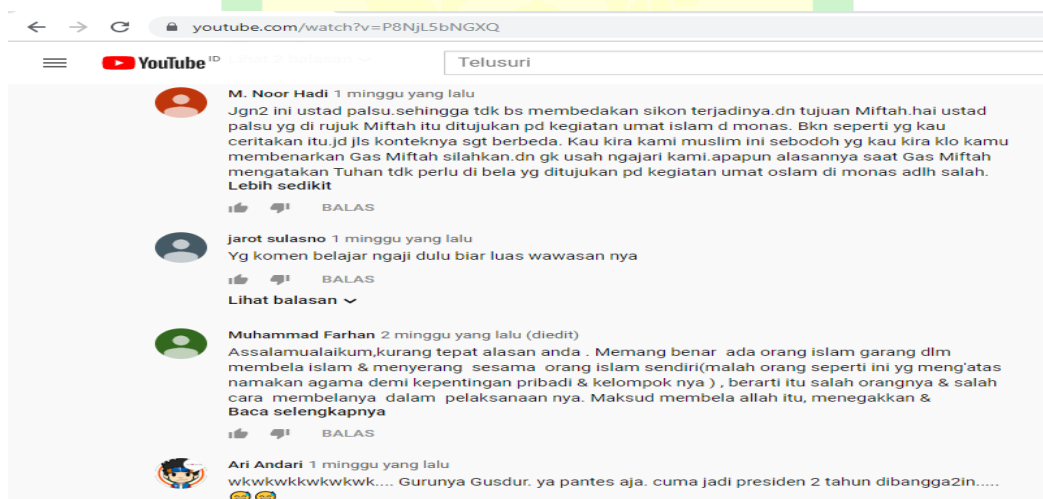 youtube.com/watch?v=P8NjL5bNGXQ
YouTube ID
Telusuri
M. Noor Hadi 1 minggu yang lalu
Jgn2 ini ustad palsu.sehingga tdk bs membedakan sikon terjadinya.dn tujuan Miftah.hai ustad
palsu yg di rujuk Miftah itu ditujukan pd kegiatan umat islam d monas. Bkn seperti yg kau
ceritakan itu.jd jls konteknya sgt berbeda. Kau kira kami muslim ini sebodoh yg kau kira klo kamu
membenarkan Gas Miftah silahkan.dn gk usah ngajari kami.apapun alasannya saat Gas Miftah
mengatakan Tuhan tdk perlu di bela yg ditujukan pd kegiatan umat oslam di monas adlh salah.
Lebih sedikit
BALAS
jarot sulasno 1 minggu yang lalu
Yg komen belajar ngaji dulu biar luas wawasan nya
BALAS
Lihat balasan
Muhammad Farhan 2 minggu yang lalu (diedit)
Assalamualaikum,kurang tepat alasan anda . Memang benar ada orang islam garang dlm
membela islam & menyerang sesama orang islam sendiri(malah orang seperti ini yg meng'atas
namakan agama demi kepentingan pribadi & kelompok nya ) , berarti itu salah orangnya & salah
cara membelanya dalam pelaksanaan nya. Maksud membela allah itu, menegakkan &
Baca selengkapnya
BALAS
Ari Andari 1 minggu yang lalu
wkwkwkkwkwkwk.... Gurunya Gusdur. ya pantes aja. cuma jadi presiden 2 tahun dibangga2in.....
😅😅